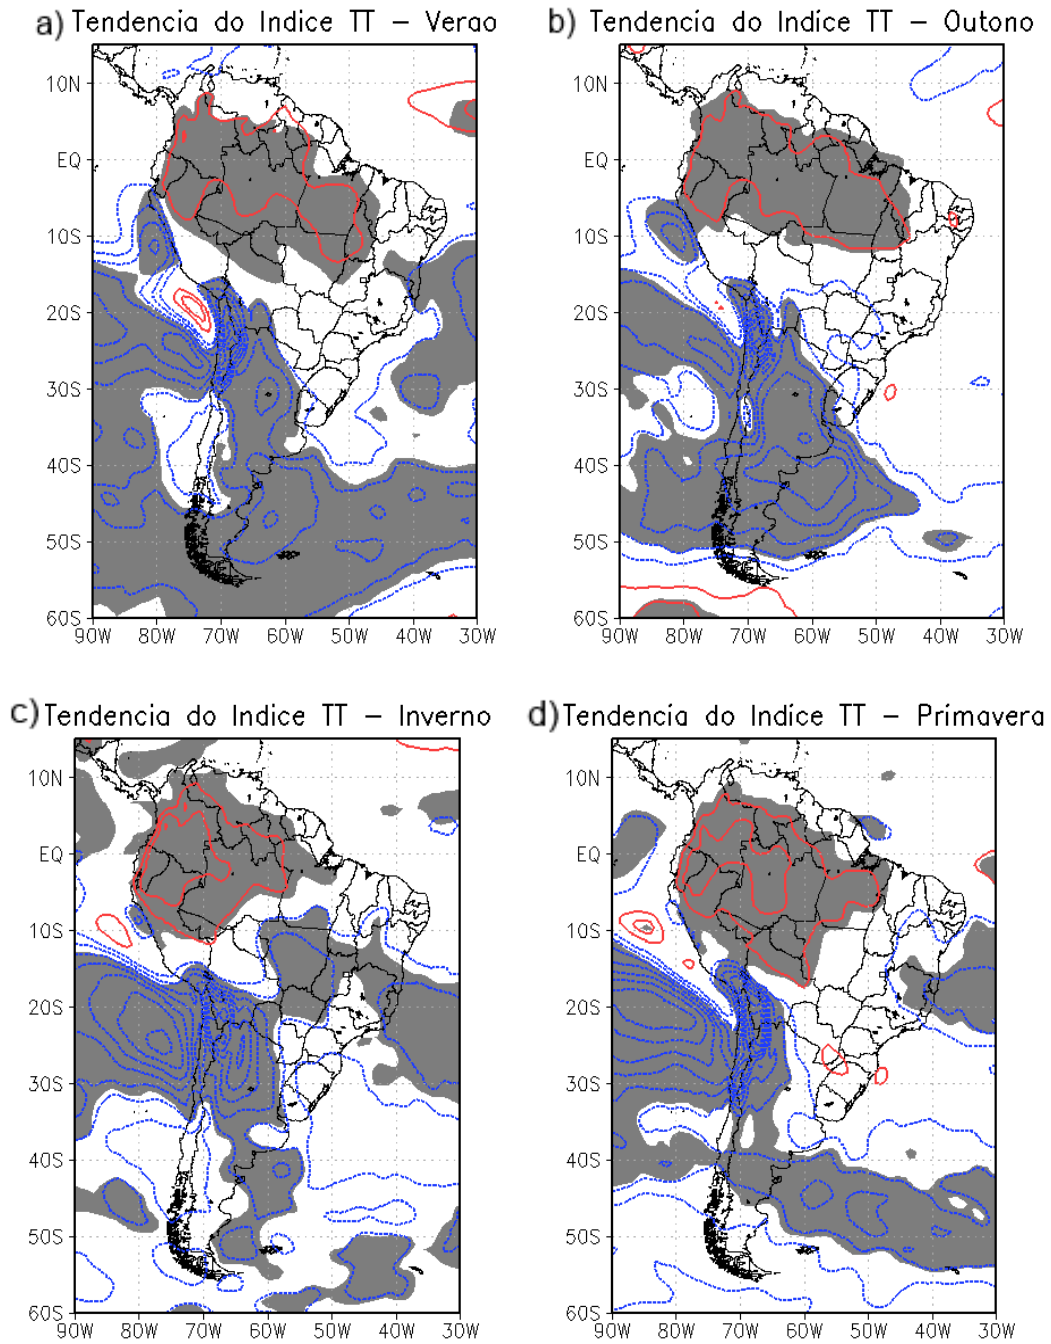 a) Tendencia do Indice TT – Verao
10N
EQ
10S
20S
30S
40S
50S
60S
90W 80W 70W 60W 50W 40W 30W
b) Tendencia do Indice TT – Outono
10N
EQ
10S
20S
30S
40S
50S
60S
90W 80W 70W 60W 50W 40W 30W
c) Tendencia do Indice TT – Inverno
10N
EQ
10S
20S
30S
40S
50S
60S
90W 80W 70W 60W 50W 40W 30W
d) Tendencia do Indice TT – Primavera
10N
EQ
10S
20S
30S
40S
50S
60S
90W 80W 70W 60W 50W 40W 30W